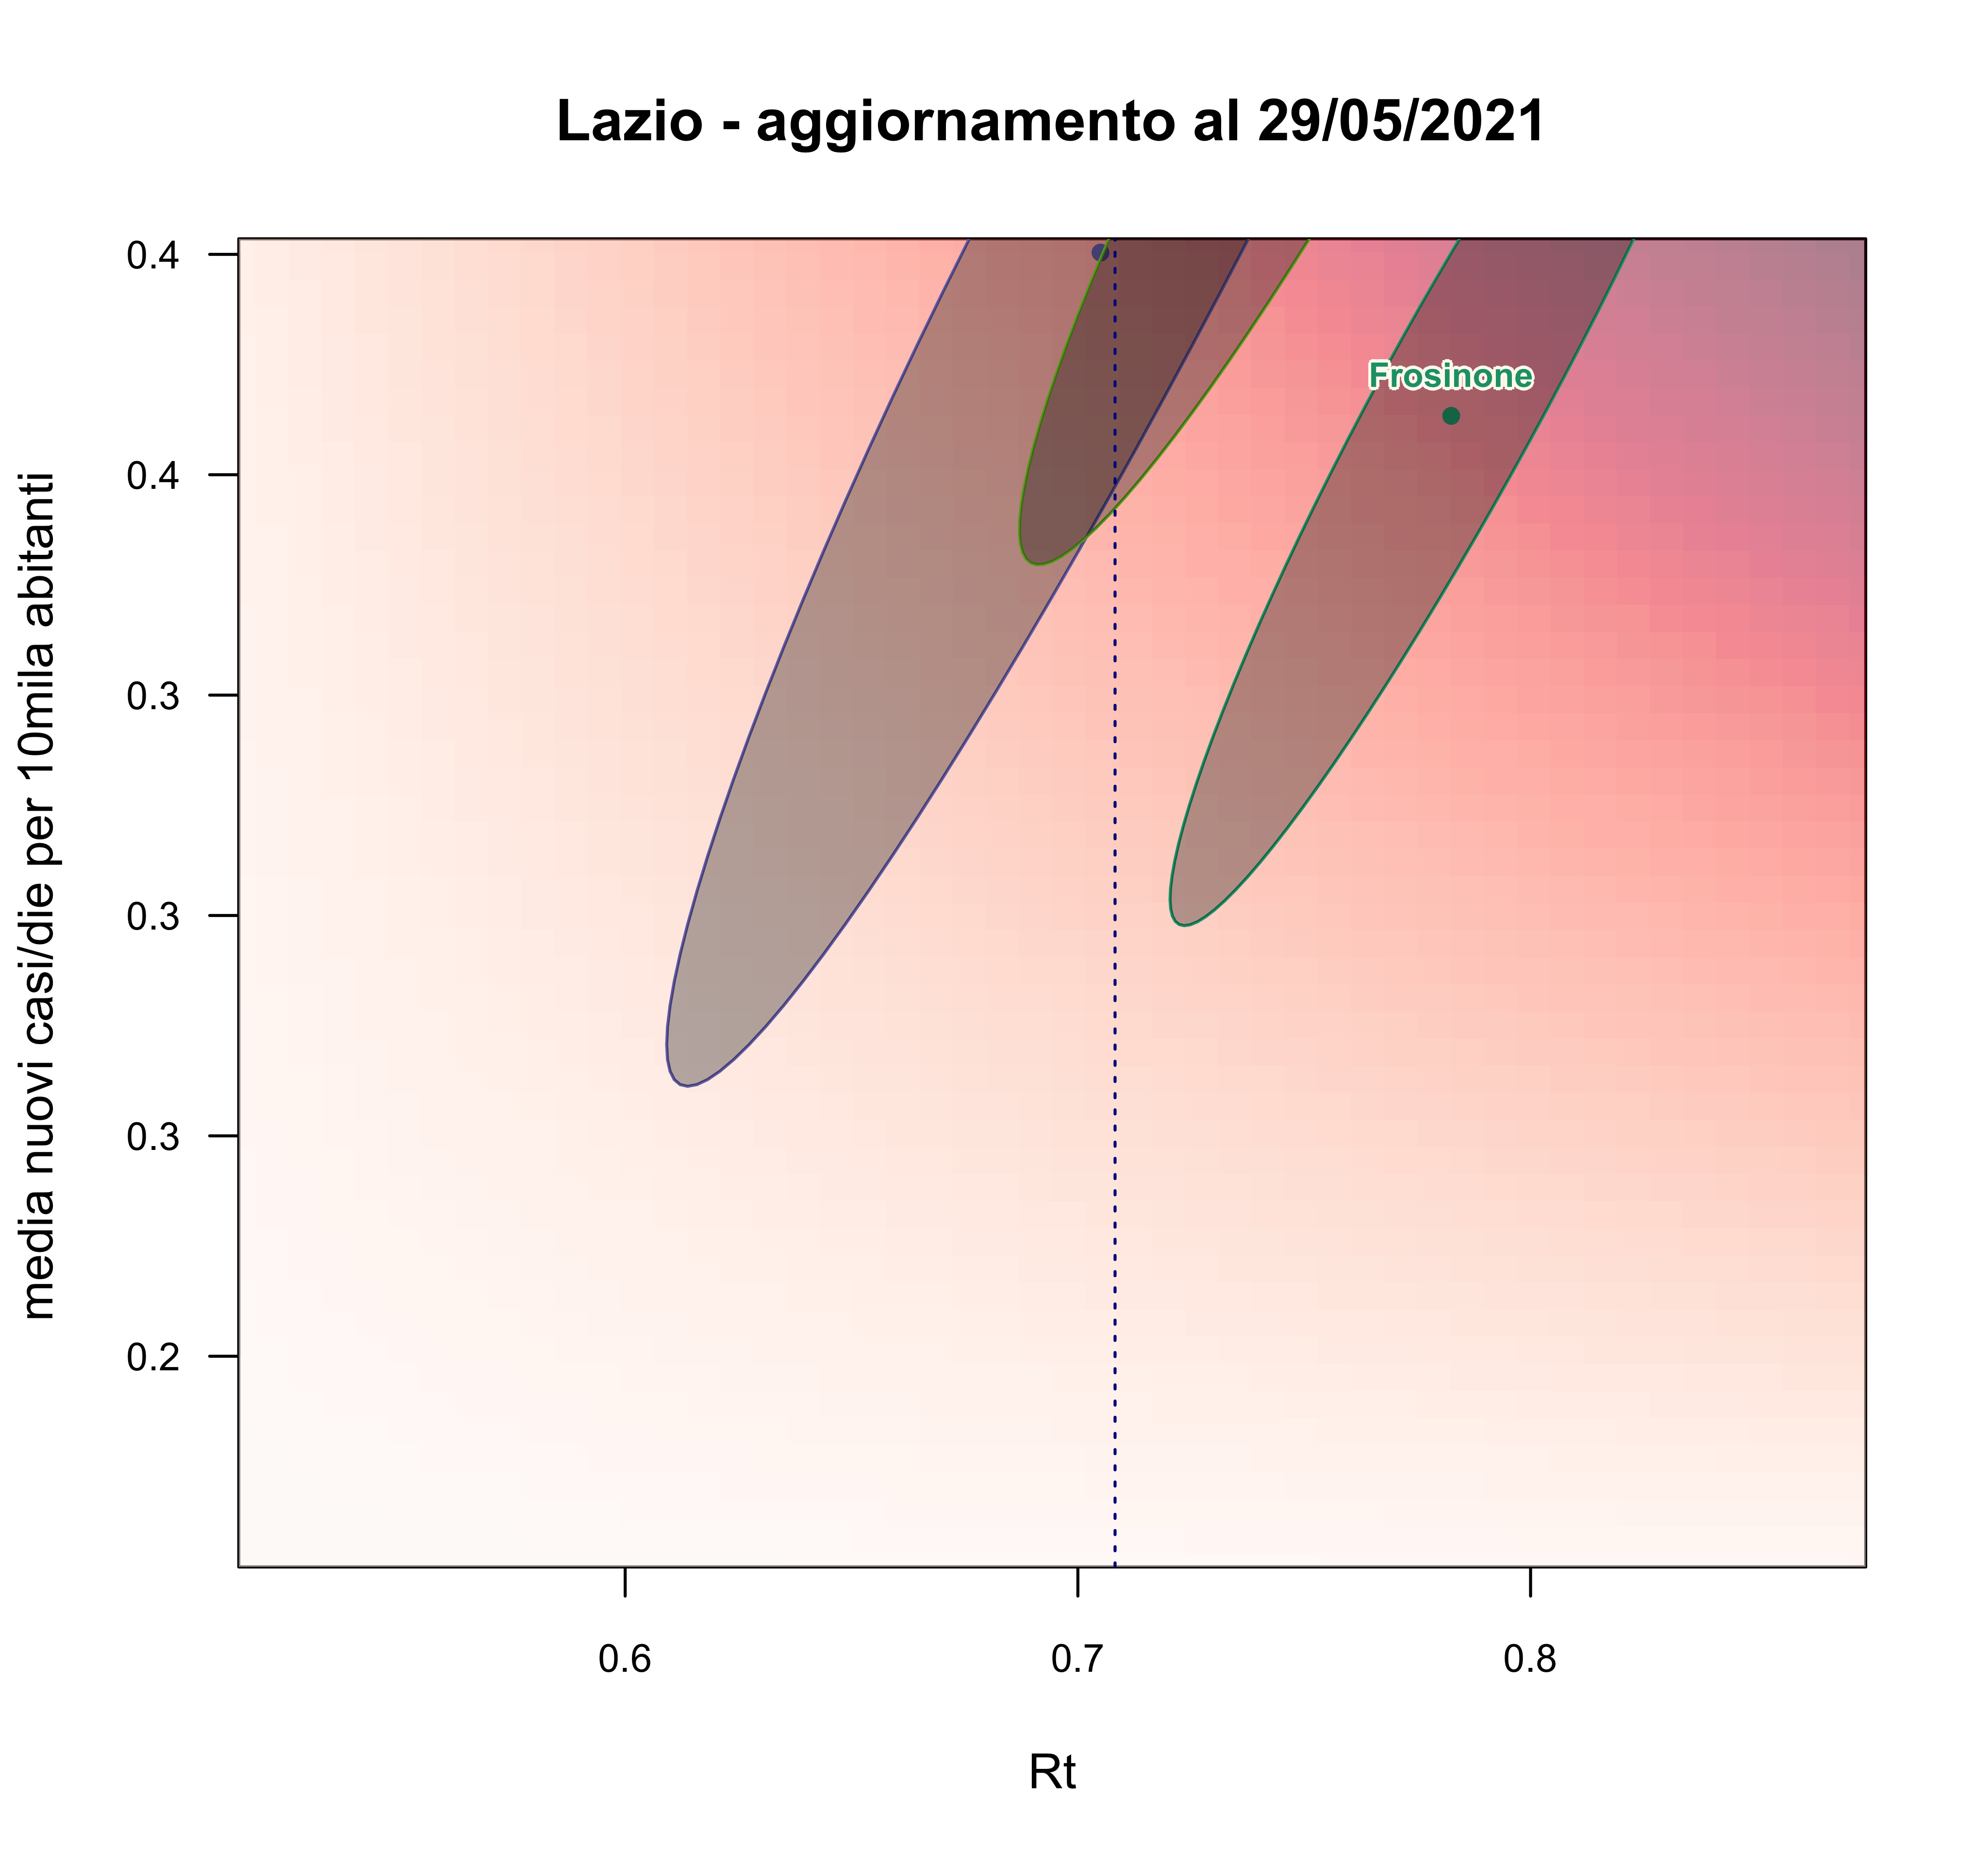 Lazio - aggiornamento al 29/05/2021
media nuovi casi/die per 10mila abitanti
0.4
0.4
0.3
0.3
0.3
0.2
Frosinone
0.6
0.7
0.8
Rt